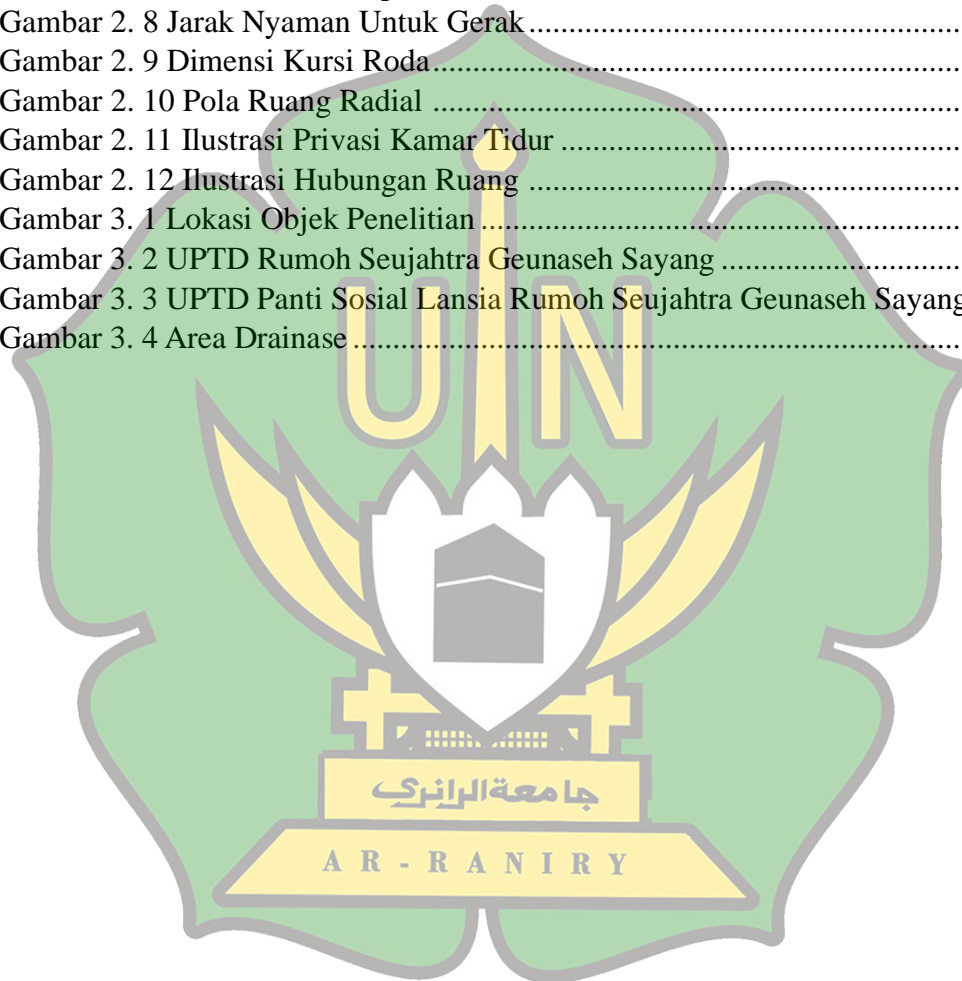 Gambar 2. 8 Jarak Nyaman Untuk Gerak ........................................................
Gambar 2. 9 Dimensi Kursi Roda ........................................................
Gambar 2. 10 Pola Ruang Radial ........................................................
Gambar 2. 11 Ilustrasi Privasi Kamar Tidur ........................................................
Gambar 2. 12 Ilustrasi Hubungan Ruang ........................................................
Gambar 3. 1 Lokasi Objek Penelitian ........................................................
Gambar 3. 2 UPTD Rumoh Seujahtra Geunaseh Sayang ........................................................
Gambar 3. 3 UPTD Panti Sosial Lansia Rumoh Seujahtra Geunaseh Sayang
Gambar 3. 4 Area Drainase ........................................................
UIN
جامعةالرانري
AR-RANIRY